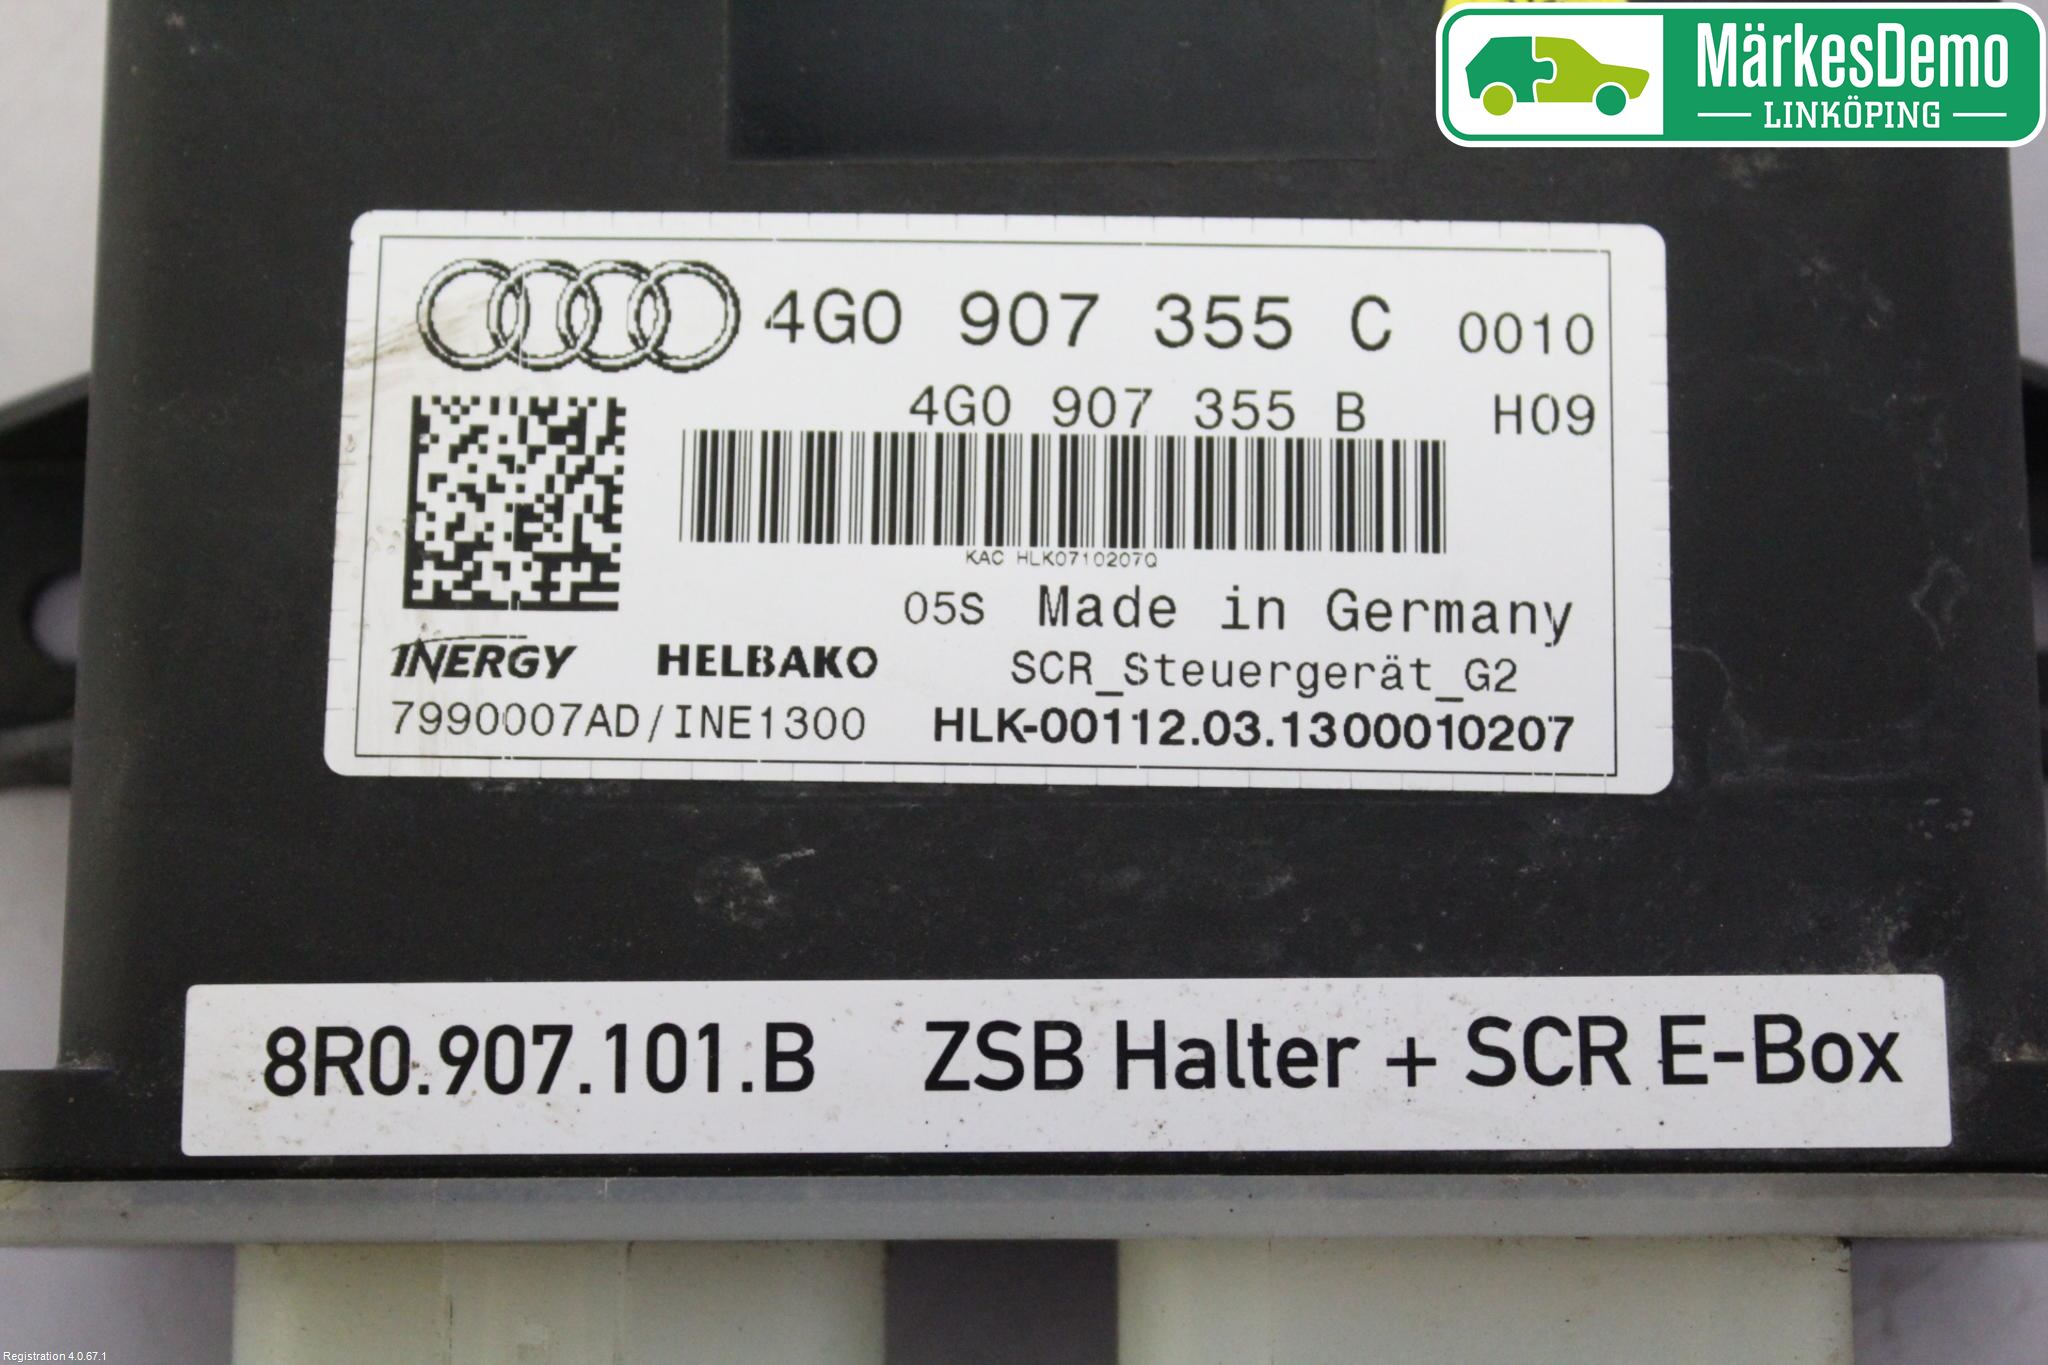 MärkesDemo
LINKÖPING
4G0 907 355 C 0010
4G0 907 355 B H09
KAC HLK0710207Q
05S Made in Germany
INERGY HELBAKO SCR_Steuergerät_G2
7990007AD/INE1300 HLK-00112.03.1300010207
8R0.907.101.B ZSB Halter + SCR E-Box
Registration 4.0.67.1